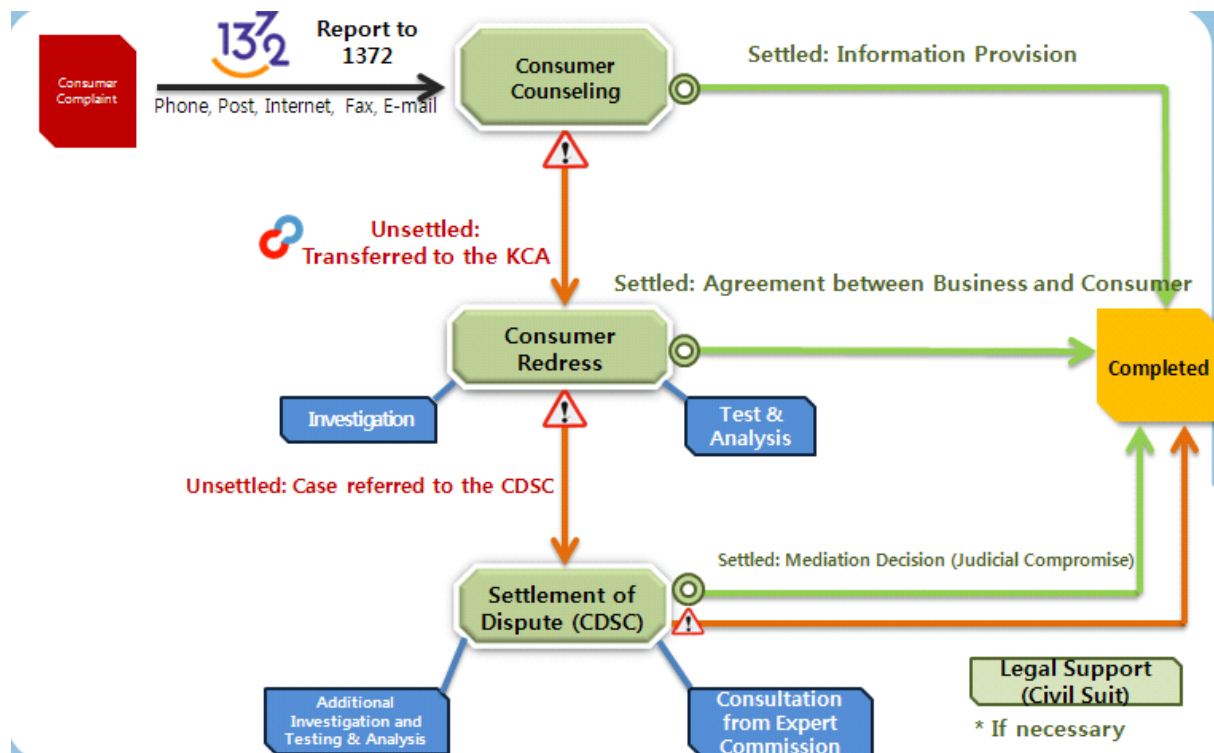 Consumer
Complaint
1372
Report to
1372
Phone, Post, Internet, Fax, E-mail
Consumer
Counseling
Settled: Information Provision
Unsettled:
Transferred to the KCA
Settled: Agreement between Business and Consumer
Consumer
Redress
Completed
Investigation
Test &
Analysis
Unsettled: Case referred to the CDSC
Settled: Mediation Decision (Judicial Compromise)
Settlement of
Dispute (CDSC)
Additional
Investigation and
Testing & Analysis
Consultation
from Expert
Commission
Legal Support
(Civil Suit)
* If necessary